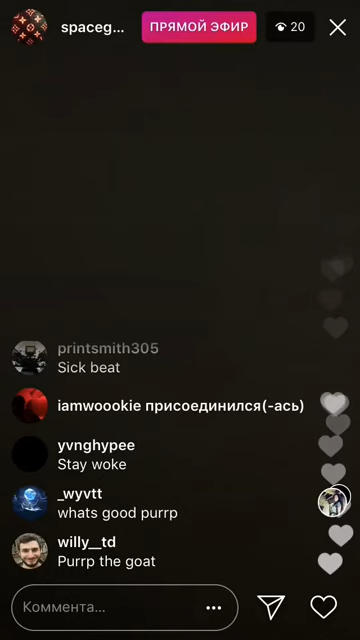 spaceg...
ПРЯМОЙ ЭФИР
20
printsmith305
Sick beat
iamwoookie присоединился(-ась)
yvnghypee
Stay woke
_wyvtt
whats good purrp
willy__td
Purrp the goat
Коммента...